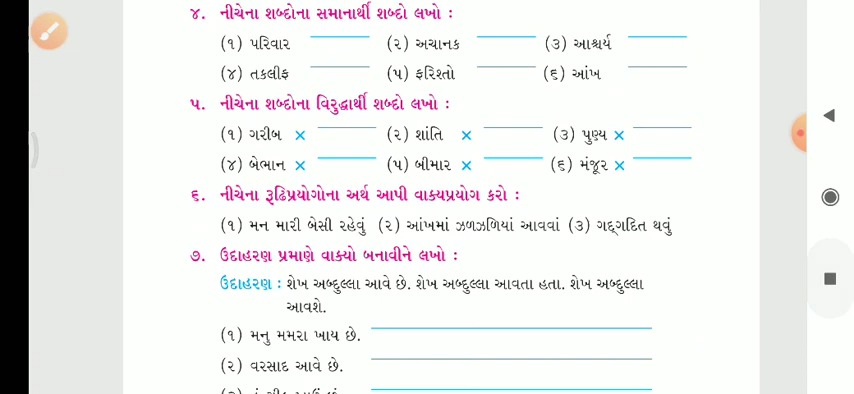 ૪. નીચેના શબ્દોના સમાનાર્થી શબ્દો લખો :
(૧) પરિવાર (૨) અચાનક (૩) આશ્ચર્ય
(૪) તકલીફ (૫) ફરિશ્તો (૬) આંખ
૫. નીચેના શબ્દોના વિરુદ્ધાર્થી શબ્દો લખો :
(૧) ગરીબ × (૨) શાંતિ × (૩) પુણ્ય ×
(૪) બેભાન × (૫) બીમાર × (૬) મંજૂર ×
૬. નીચેના રૂઢિપ્રયોગોના અર્થ આપી વાક્યપ્રયોગ કરો :
(૧) મન મારી બેસી રહેવું (૨) આંખમાં ઝળઝળિયાં આવવાં (૩) ગદ્ગદિત થવું
૭. ઉદાહરણ પ્રમાણે વાક્યો બનાવીને લખો :
ઉદાહરણ : શેખ અબ્દુલ્લા આવે છે. શેખ અબ્દુલ્લા આવતા હતા. શેખ અબ્દુલ્લા
આવશે.
(૧) મનુ મમરા ખાય છે.
(૨) વરસાદ આવે છે.